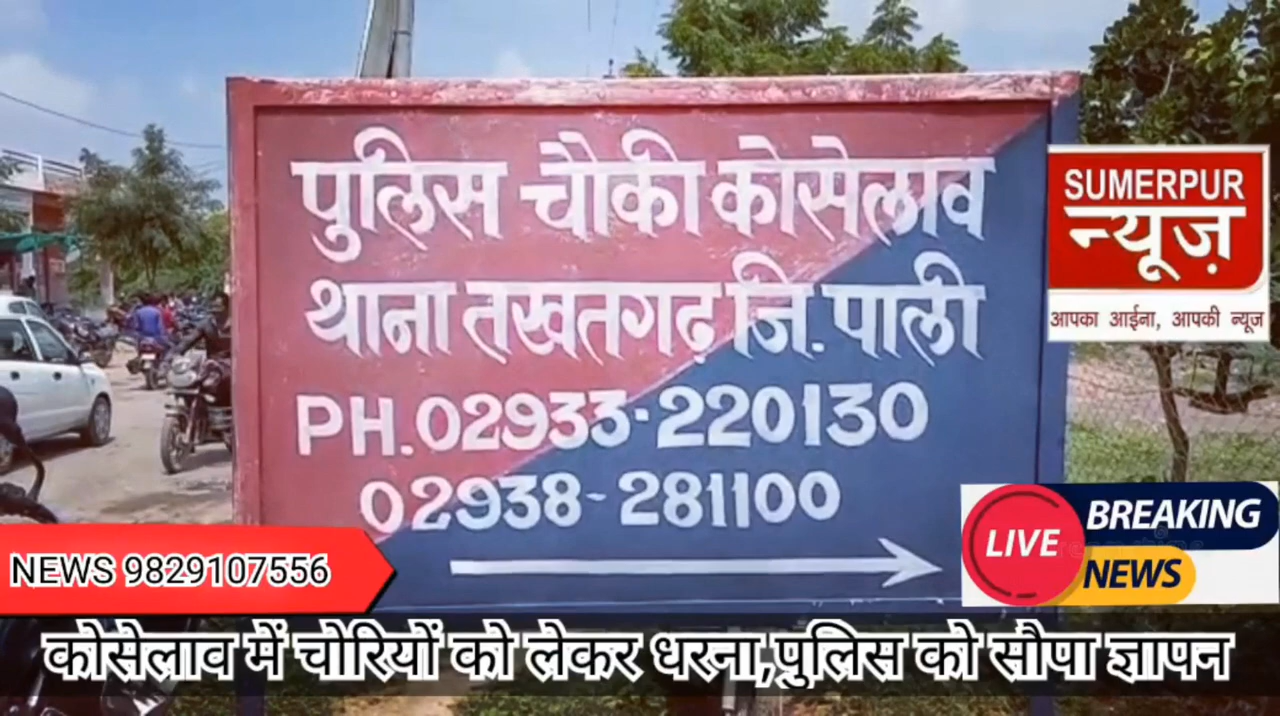 पुलिस चौकी कोसेलाव
थाना तखतगढ़ जि. पाली
PH.02933-220130
02938-281100
SUMERPUR
न्यूज़
आपका आईना, आपकी न्यूज
LIVE BREAKING
NEWS
NEWS 9829107556
कोसेलाव में चोरियों को लेकर धरना,पुलिस को सौपा ज्ञापन